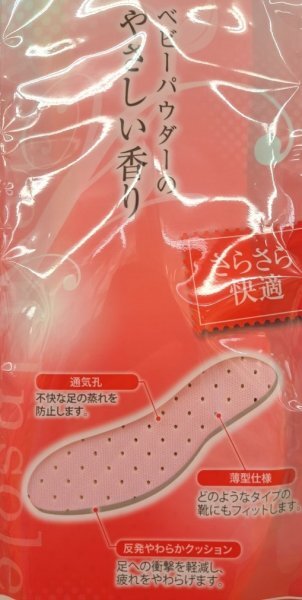 ベビーパウダーの
やさしい香り
さらさら
快適
通気孔
不快な足の蒸れを
防止します。
薄型仕様
どのようなタイプの
靴にもフィットします。
反発やわらかクッション
足への衝撃を軽減し、
疲れをやわらげます。
Insole